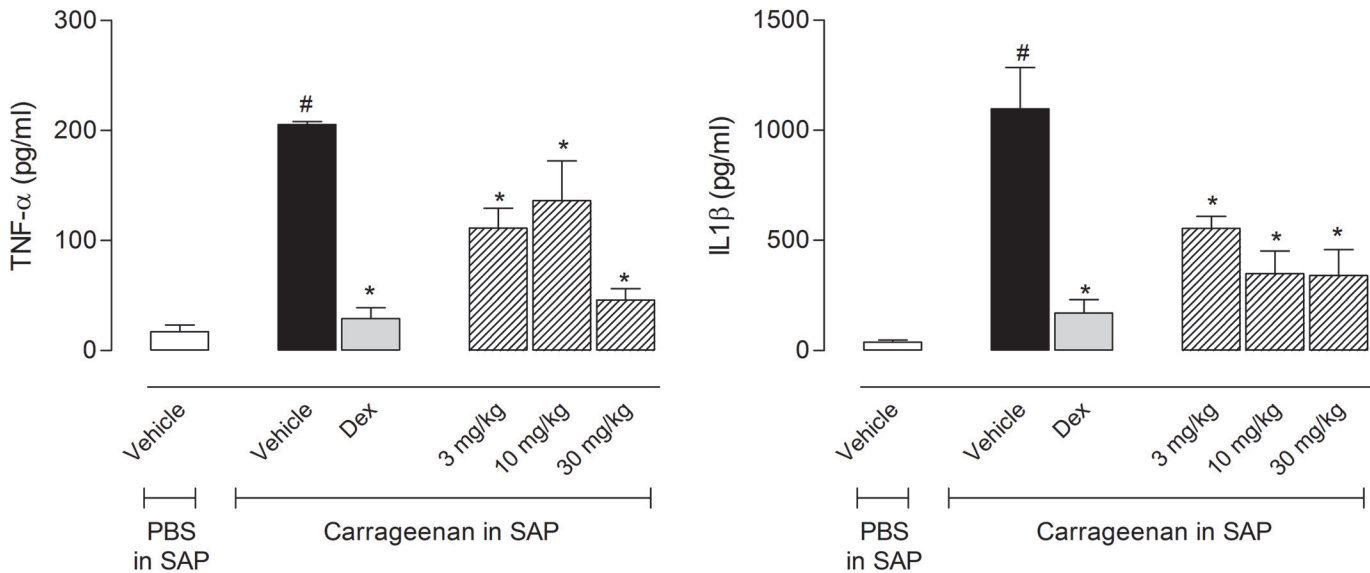 300
200
100
0
TNF-α (pg/ml)
#
*
*
*
*
Vehicle
Vehicle
Dex
3 mg/kg
10 mg/kg
30 mg/kg
PBS
in SAP
Carrageenan in SAP
1500
1000
500
0
IL1β (pg/ml)
#
*
*
*
*
Vehicle
Vehicle
Dex
3 mg/kg
10 mg/kg
30 mg/kg
PBS
in SAP
Carrageenan in SAP